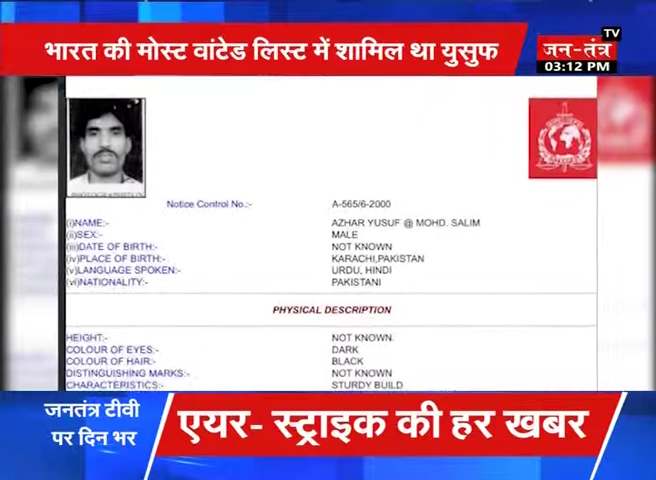 भारत की मोस्ट वांटेड लिस्ट में शामिल था युसुफ
TV
जन-तंत्र
03:12 PM
Notice Control No.:- A-565/6-2000
(i)NAME:- AZHAR YUSUF @ MOHD. SALIM
(ii)SEX:- MALE
(iii)DATE OF BIRTH:- NOT KNOWN
(iv)PLACE OF BIRTH:- KARACHI,PAKISTAN
(v)LANGUAGE SPOKEN:- URDU, HINDI
(vi)NATIONALITY:- PAKISTANI
PHYSICAL DESCRIPTION
HEIGHT:- NOT KNOWN
COLOUR OF EYES:- DARK
COLOUR OF HAIR:- BLACK
DISTINGUISHING MARKS:- NOT KNOWN
CHARACTERISTICS:- STURDY BUILD
जनतंत्र टीवी
पर दिन भर
एयर- स्ट्राइक की हर खबर